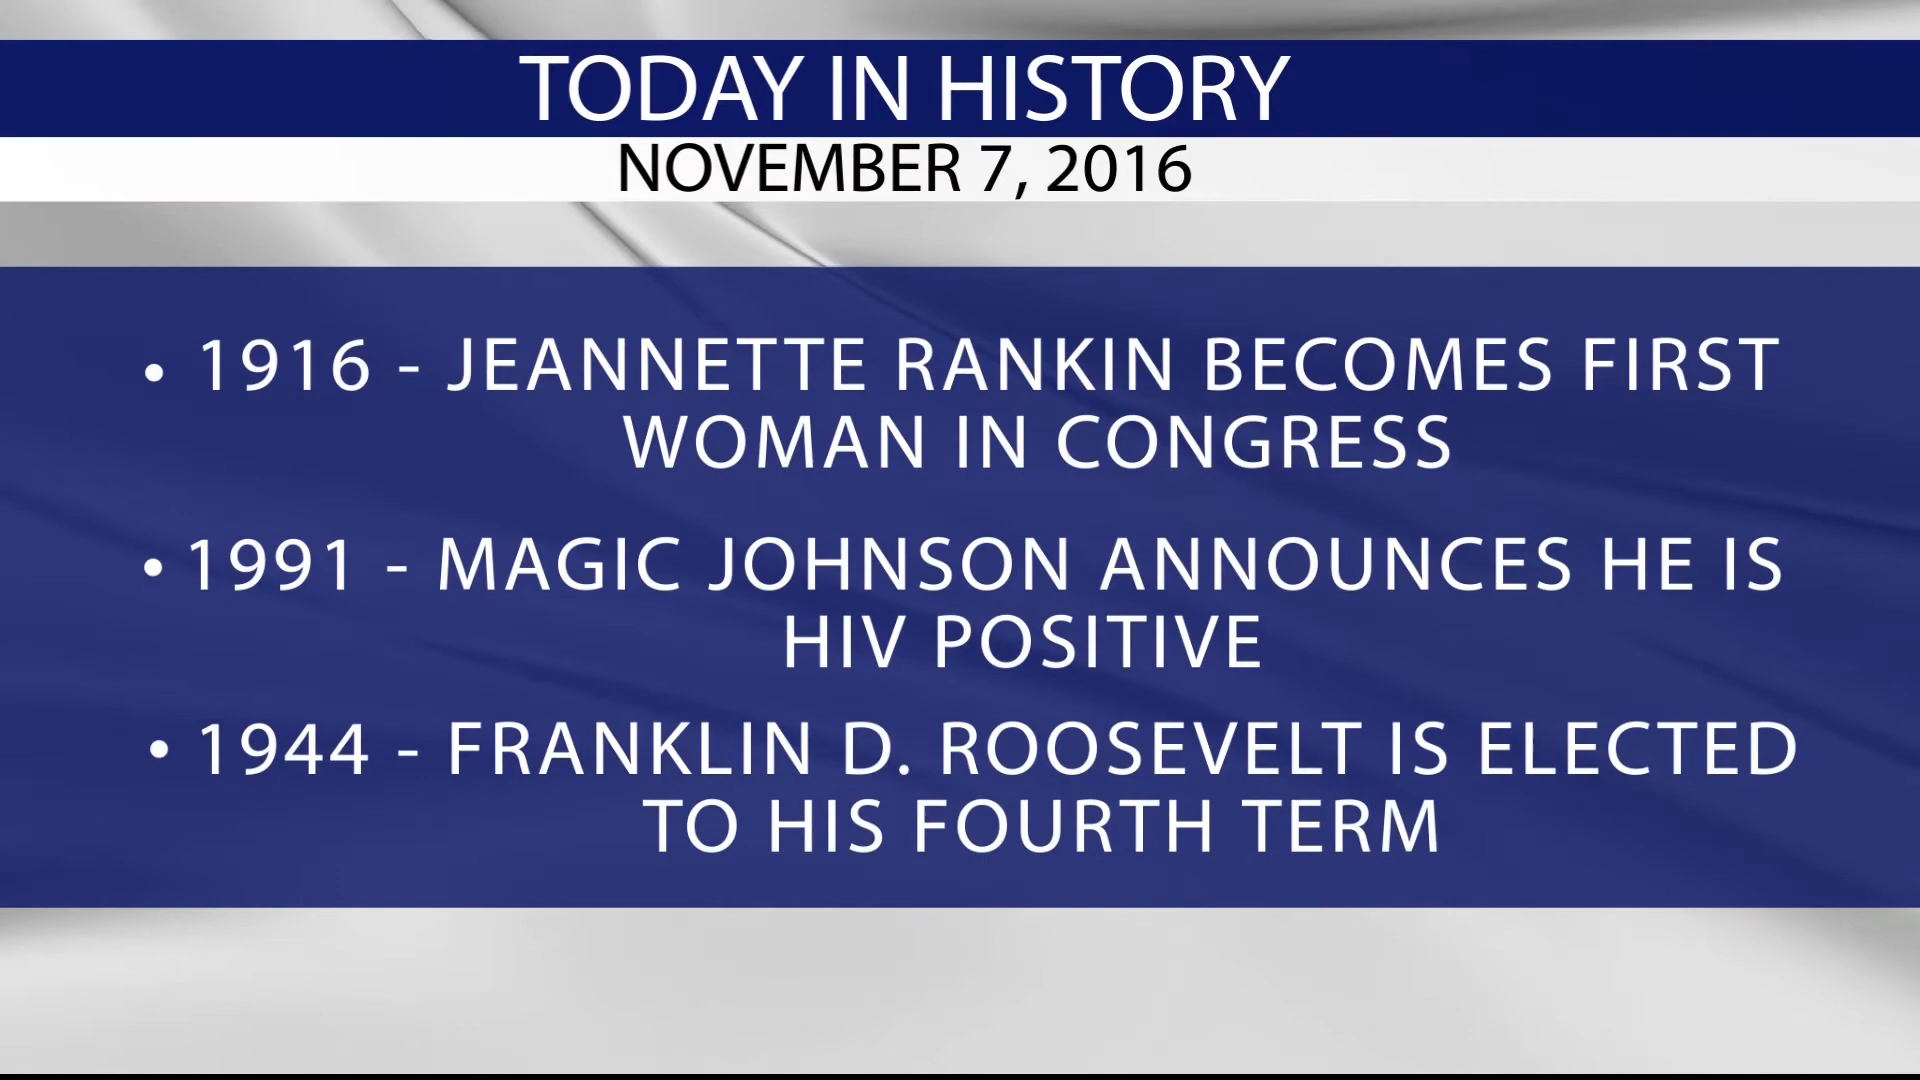 TODAY IN HISTORY
NOVEMBER 7, 2016
• 1916 - JEANNETTE RANKIN BECOMES FIRST
WOMAN IN CONGRESS
• 1991 - MAGIC JOHNSON ANNOUNCES HE IS
HIV POSITIVE
• 1944 - FRANKLIN D. ROOSEVELT IS ELECTED
TO HIS FOURTH TERM